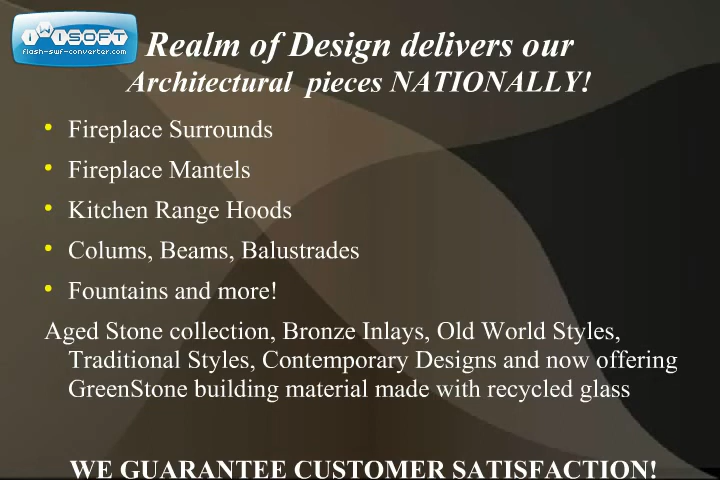 iWiSOFT
flash-swf-converter.com
Realm of Design delivers our
Architectural pieces NATIONALLY!
Fireplace Surrounds
Fireplace Mantels
Kitchen Range Hoods
Colums, Beams, Balustrades
Fountains and more!
Aged Stone collection, Bronze Inlays, Old World Styles,
Traditional Styles, Contemporary Designs and now offering
GreenStone building material made with recycled glass
WE GUARANTEE CUSTOMER SATISFACTION!